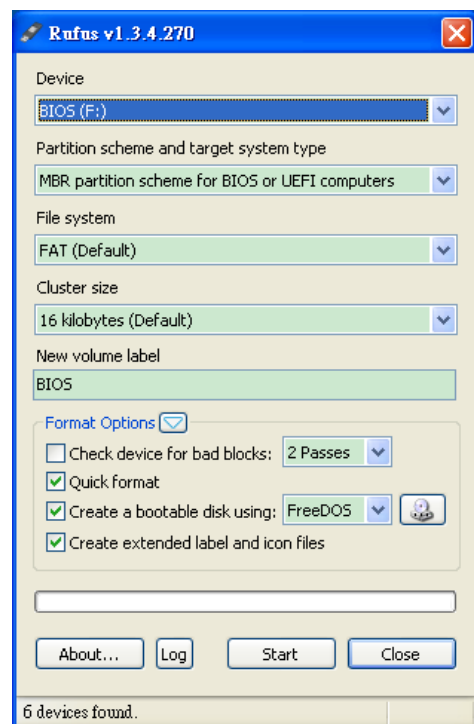 Rufus v1.3.4.270
Device
BIOS (F:)
Partition scheme and target system type
MBR partition scheme for BIOS or UEFI computers
File system
FAT (Default)
Cluster size
16 kilobytes (Default)
New volume label
BIOS
Format Options
Check device for bad blocks: 2 Passes
Quick format
Create a bootable disk using: FreeDOS
Create extended label and icon files
About... Log Start Close
6 devices found.